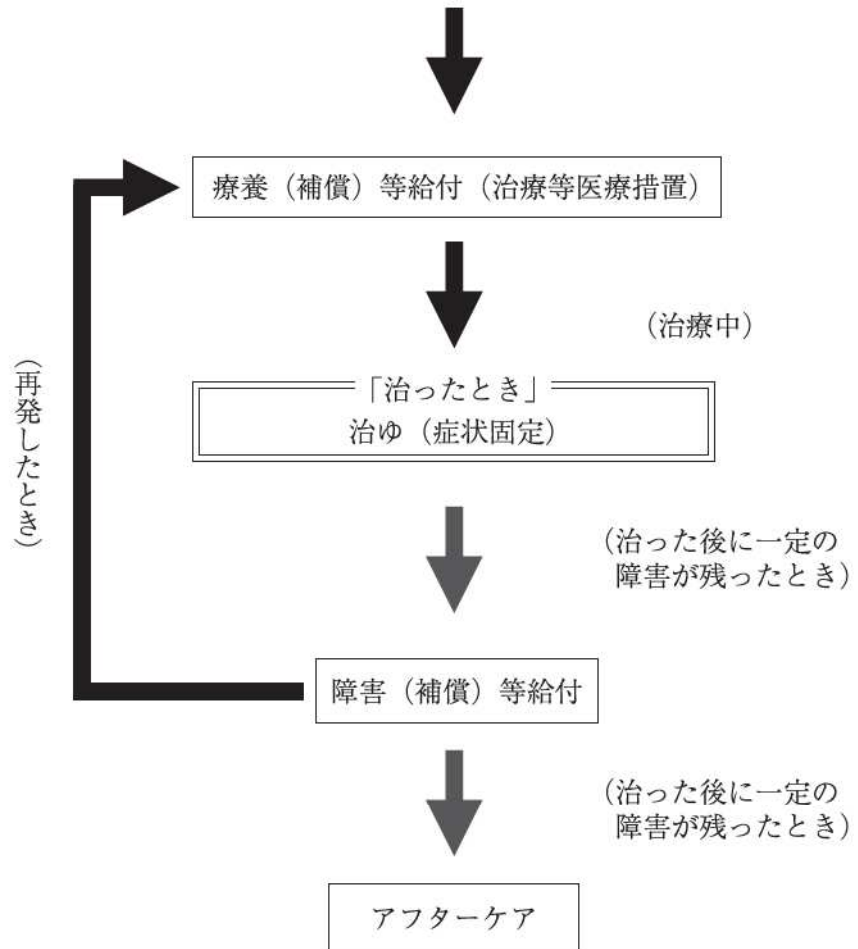 療養（補償）等給付（治療等医療措置）
（治療中）
「治ったとき」
治ゆ（症状固定）
（再発したとき）
（治った後に一定の
障害が残ったとき）
障害（補償）等給付
（治った後に一定の
障害が残ったとき）
アフターケア